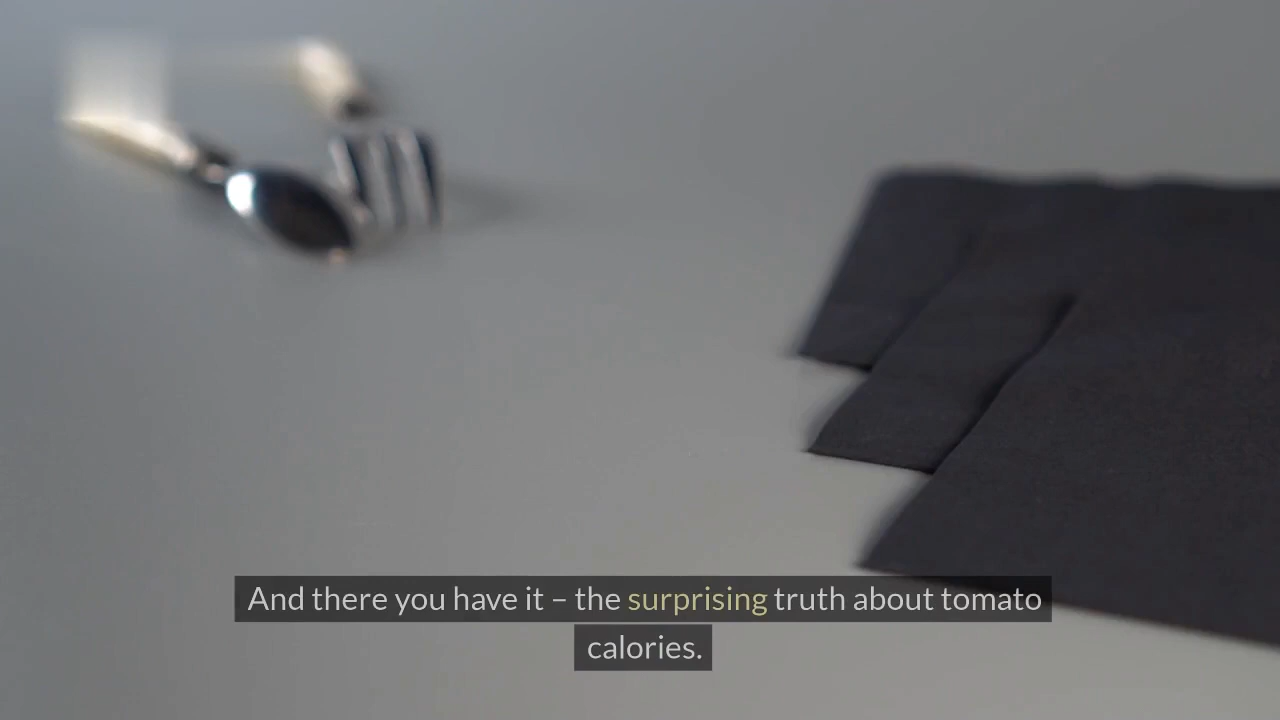 And there you have it – the surprising truth about tomato
calories.